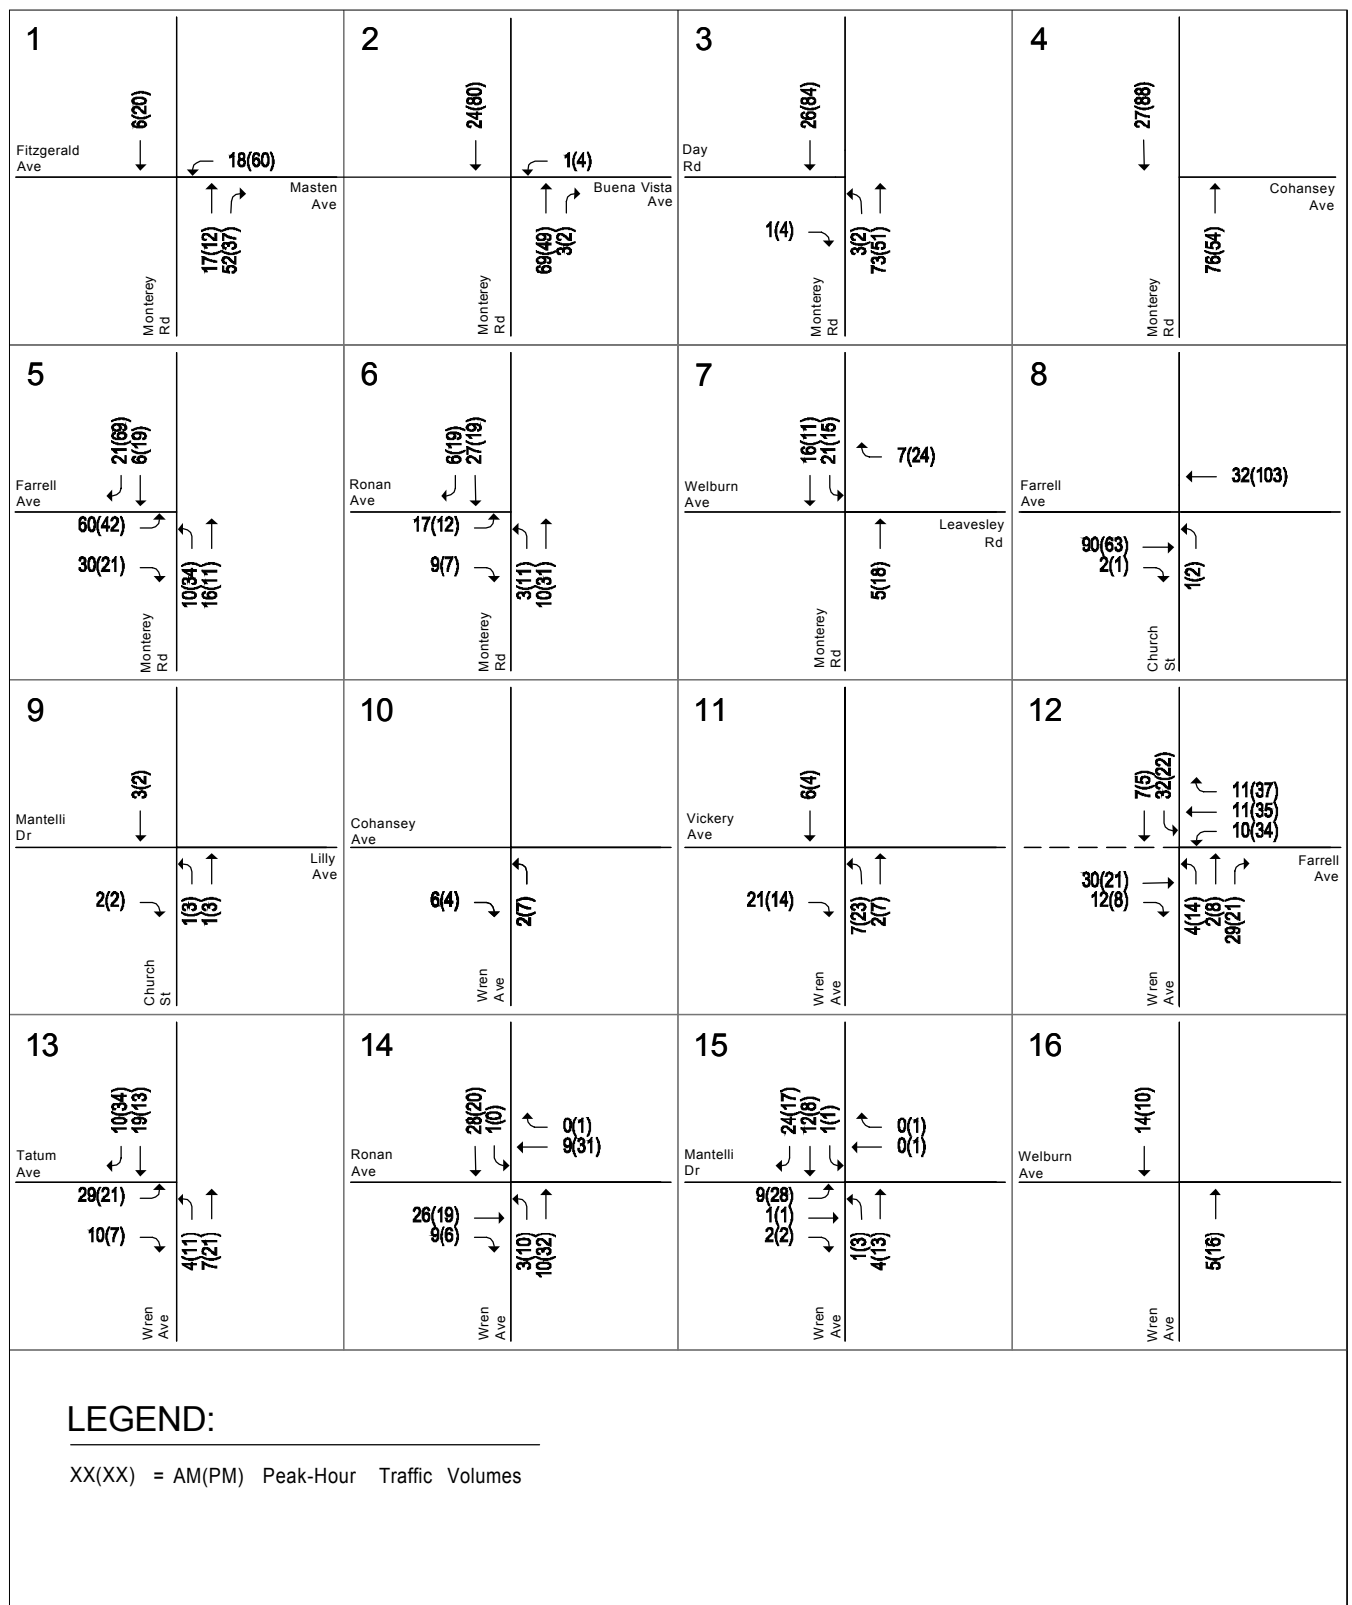 1
6(20)
Fitzgerald
Ave
18(60)
Masten
Ave
17(12)
52(37)
Monterey
Rd
2
24(80)
1(4)
Buena Vista
Ave
69(49)
3(2)
Monterey
Rd
3
26(84)
Day
Rd
1(4)
3(2)
73(51)
Monterey
Rd
4
27(88)
Cohansey
Ave
76(54)
Monterey
Rd
5
21(69)
6(19)
Farrell
Ave
60(42)
30(21)
10(34)
16(11)
Monterey
Rd
6
6(19)
27(19)
Ronan
Ave
17(12)
9(7)
3(11)
10(31)
Monterey
Rd
7
16(11)
21(15)
7(24)
Welburn
Ave
Leavesley
Rd
5(18)
Monterey
Rd
8
32(103)
Farrell
Ave
90(63)
2(1)
1(2)
Church
St
9
3(2)
Mantelli
Dr
Lilly
Ave
2(2)
1(3)
1(3)
Church
St
10
Cohansey
Ave
6(4)
2(7)
Wren
Ave
11
6(4)
Vickery
Ave
21(14)
7(23)
2(7)
Wren
Ave
12
7(5)
32(22)
11(37)
11(35)
10(34)
Farrell
Ave
30(21)
12(8)
4(14)
2(8)
29(21)
Wren
Ave
13
10(34)
19(13)
Tatum
Ave
29(21)
10(7)
4(11)
7(21)
Wren
Ave
14
28(20)
1(0)
0(1)
9(31)
Ronan
Ave
26(19)
9(6)
3(10)
10(32)
Wren
Ave
15
24(17)
12(8)
1(1)
0(1)
0(1)
Mantelli
Dr
9(28)
1(1)
2(2)
1(3)
4(13)
Wren
Ave
16
14(10)
Welburn
Ave
5(16)
Wren
Ave
LEGEND:
XX(XX) = AM(PM) Peak-Hour Traffic Volumes